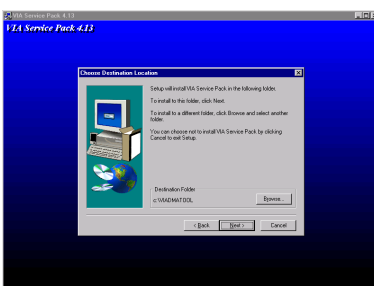 VIA Service Pack 4.13
VIA Service Pack 4.13
Choose Destination Location
Setup will install VIA Service Pack in the following folder.
To install to this folder, click Next.
To install to a different folder, click Browse and select another
folder.
You can choose not to install VIA Service Pack by clicking
Cancel to exit Setup.
Destination Folder
c:\VIADMATOOL
Browse...
< Back
Next >
Cancel